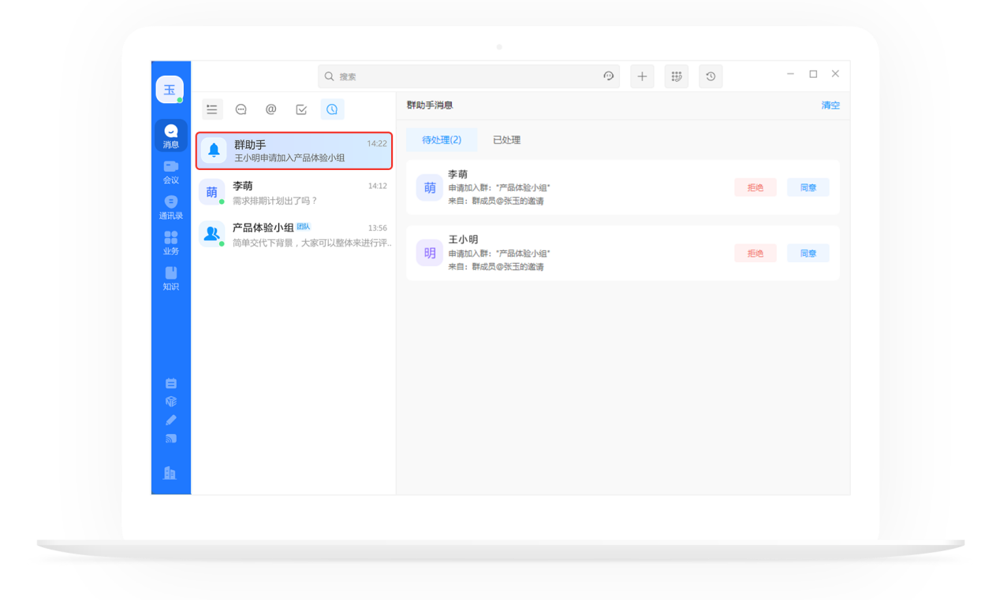 搜索
玉
消息
会议
通讯录
业务
知识
群助手
14:22
王小明申请加入产品体验小组
萌
李萌
14:12
需求排期计划出了吗？
产品体验小组 团队
13:56
简单交代下背景，大家可以整体来进行评..
群助手消息
清空
待处理(2)
已处理
萌
李萌
申请加入群："产品体验小组"
来自：群成员@张玉的邀请
拒绝
同意
明
王小明
申请加入群："产品体验小组"
来自：群成员@张玉的邀请
拒绝
同意